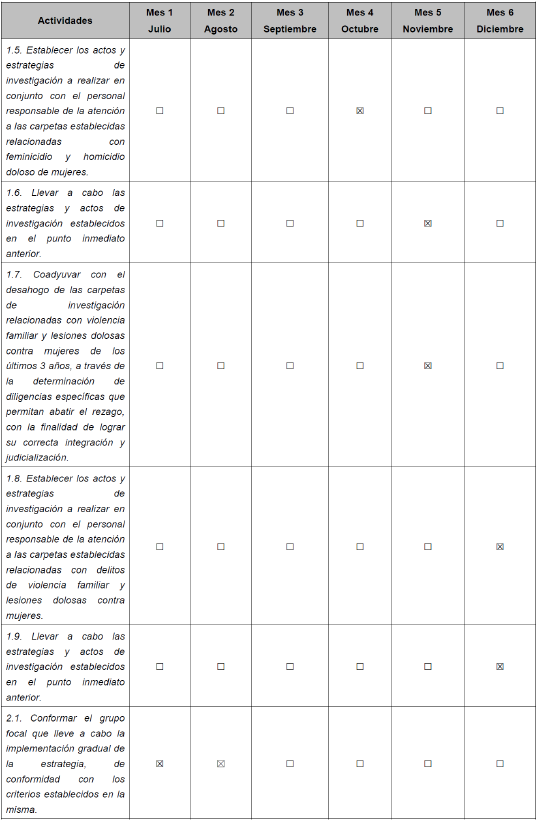 Actividades
Mes 1
Julio
Mes 2
Agosto
Mes 3
Septiembre
Mes 4
Octubre
Mes 5
Noviembre
Mes 6
Diciembre
1.5. Establecer los actos y
estrategias de
investigación a realizar en
conjunto con el personal
responsable de la atención
a las carpetas establecidas
relacionadas con
feminicidio y homicidio
doloso de mujeres.
☐ ☐ ☐ ☒ ☐ ☐
1.6. Llevar a cabo las
estrategias y actos de
investigación establecidos
en el punto inmediato
anterior.
☐ ☐ ☐ ☐ ☒ ☐
1.7. Coadyuvar con el
desahogo de las carpetas
de investigación
relacionadas con violencia
familiar y lesiones dolosas
contra mujeres de los
últimos 3 años, a través de
la determinación de
diligencias específicas que
permitan abatir el rezago,
con la finalidad de lograr
su correcta integración y
judicialización.
☐ ☐ ☐ ☐ ☒ ☐
1.8. Establecer los actos y
estrategias de
investigación a realizar en
conjunto con el personal
responsable de la atención
a las carpetas establecidas
relacionadas con delitos
de violencia familiar y
lesiones dolosas contra
mujeres.
☐ ☐ ☐ ☐ ☐ ☒
1.9. Llevar a cabo las
estrategias y actos de
investigación establecidos
en el punto inmediato
anterior.
☐ ☐ ☐ ☐ ☐ ☒
2.1. Conformar el grupo
focal que lleve a cabo la
implementación gradual de
la estrategia, de
conformidad con los
criterios establecidos en la
misma.
☒ ☒ ☐ ☐ ☐ ☐